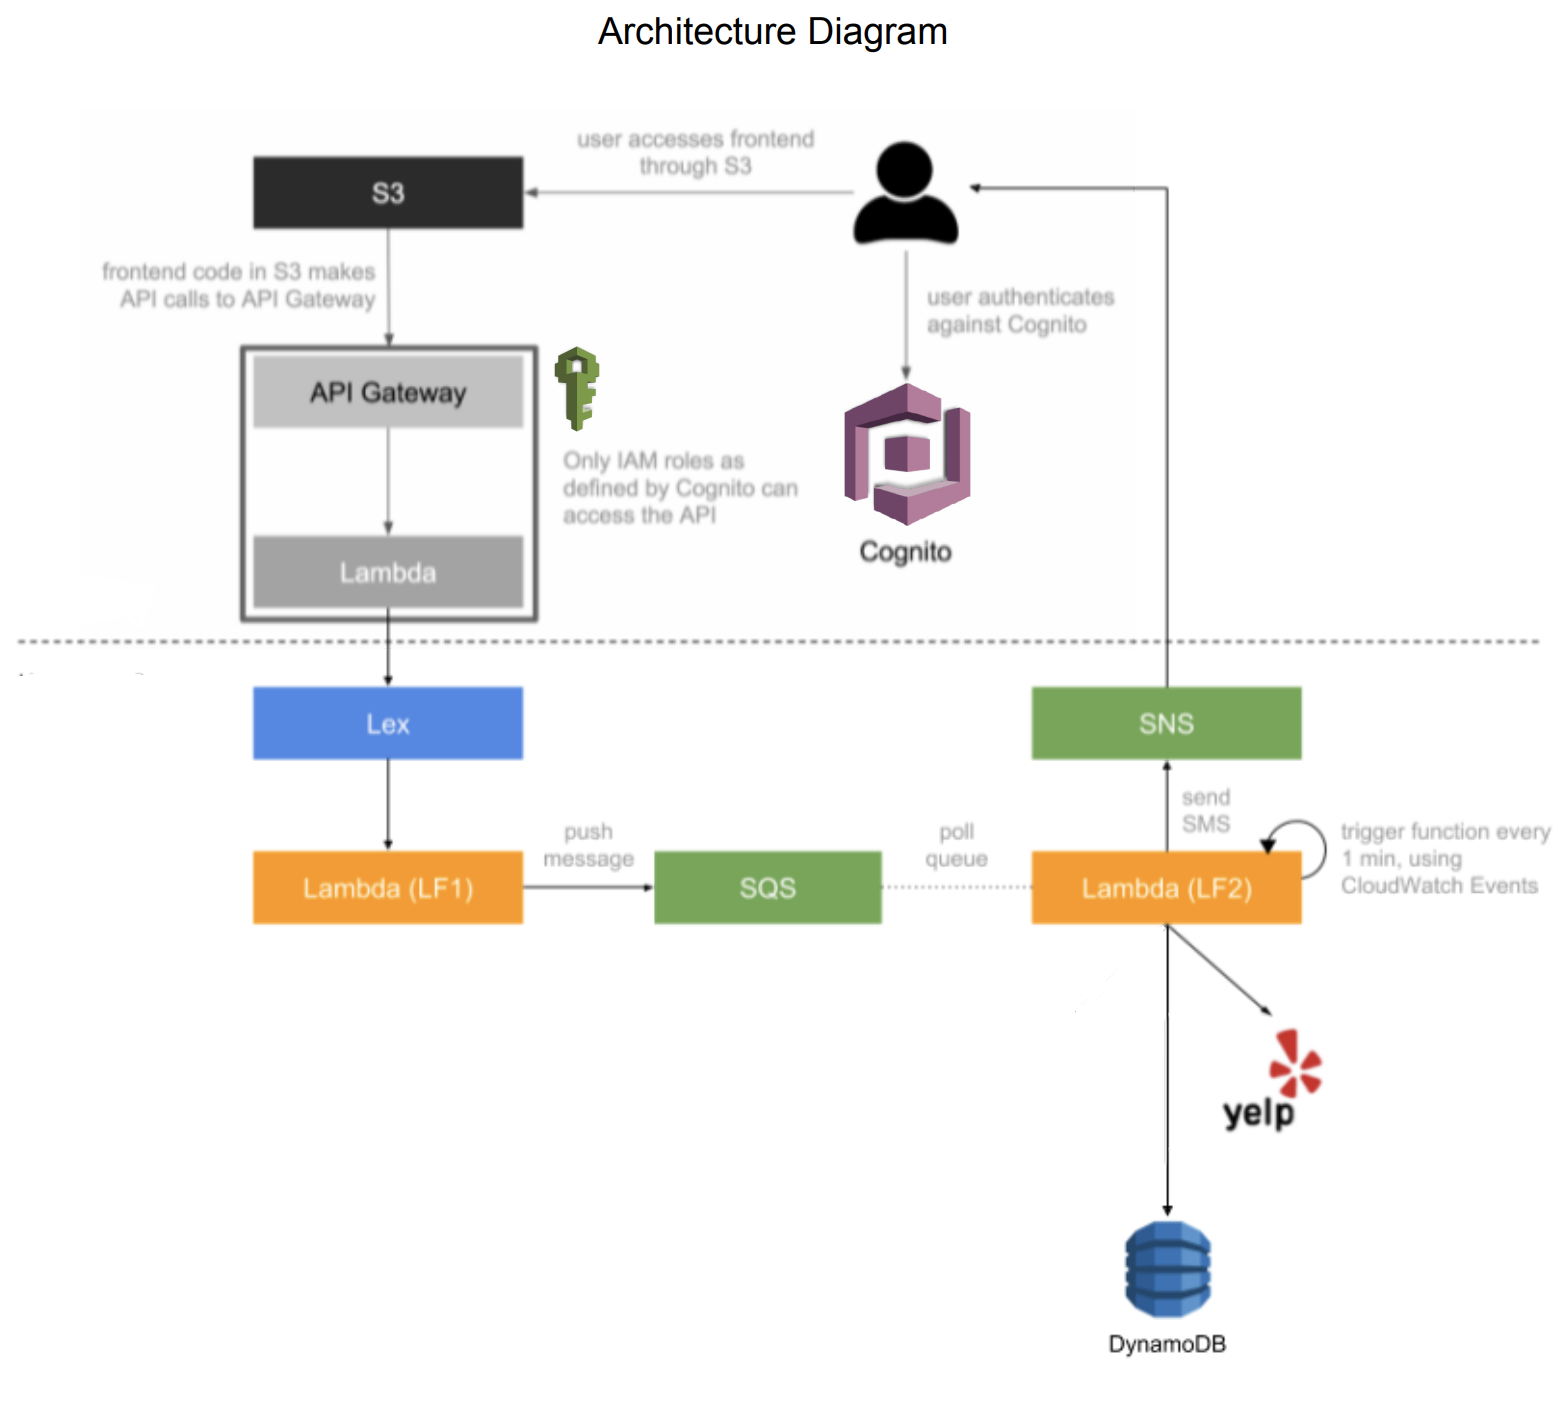 Architecture Diagram
user accesses frontend
through S3
S3
frontend code in S3 makes
API calls to API Gateway
user authenticates
against Cognito
API Gateway
Only IAM roles as
defined by Cognito can
access the API
Cognito
Lambda
Lex
SNS
send
SMS
push
message
poll
queue
trigger function every
1 min, using
CloudWatch Events
Lambda (LF1)
SQS
Lambda (LF2)
yelp
DynamoDB